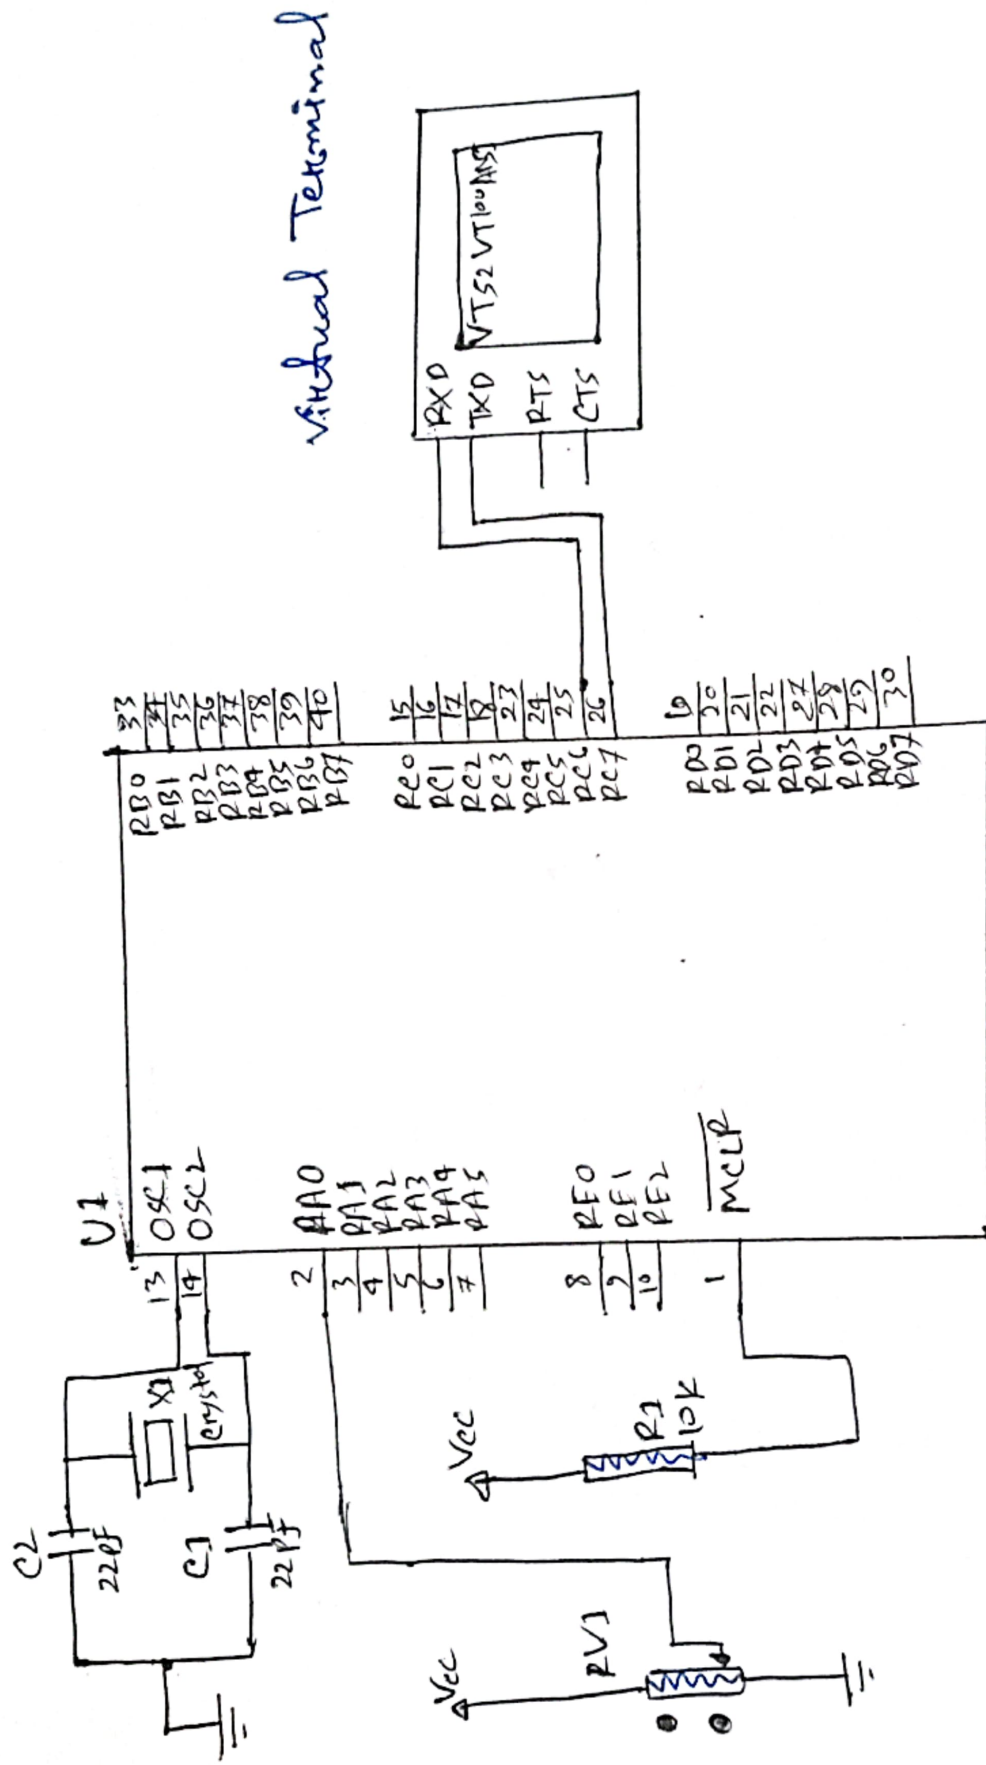 Virtual Terminal
C2
22pf
X1
Crystal
C1
22pf
U1
13 OSC1
14 OSC2
2 RA0
3 RA1
4 RA2
5 RA3
6 RA4
7 RA5
8 RE0
9 RE1
10 RE2
1 MCLR
RB0 33
RB1 34
RB2 35
RB3 36
RB4 37
RB5 38
RB6 39
RB7 40
RC0 15
RC1 16
RC2 17
RC3 18
RC4 23
RC5 24
RC6 25
RC7 26
RD0
RD1 20
RD2 21
RD3 22
RD4 27
RD5 28
RD6 29
RD7 30
RXD
TXD
RTS
CTS
VT52 VT100
Vcc
R1
10K
Vcc
RV1